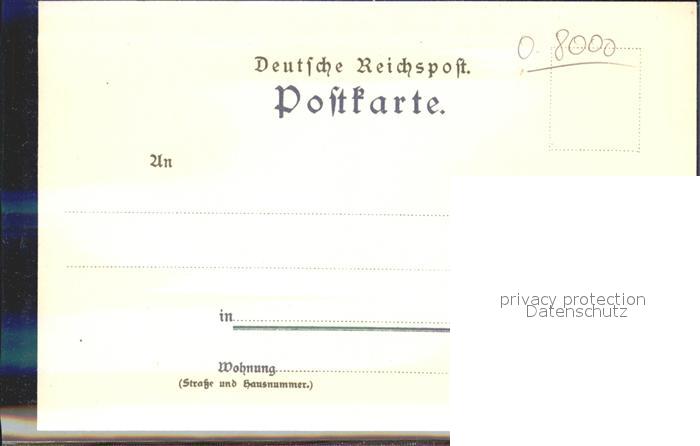 O. 8000
Deutsche Reichspost.
Postkarte.
An
in
Wohnung
(Straße und Hausnummer.)
privacy protection
Datenschutz